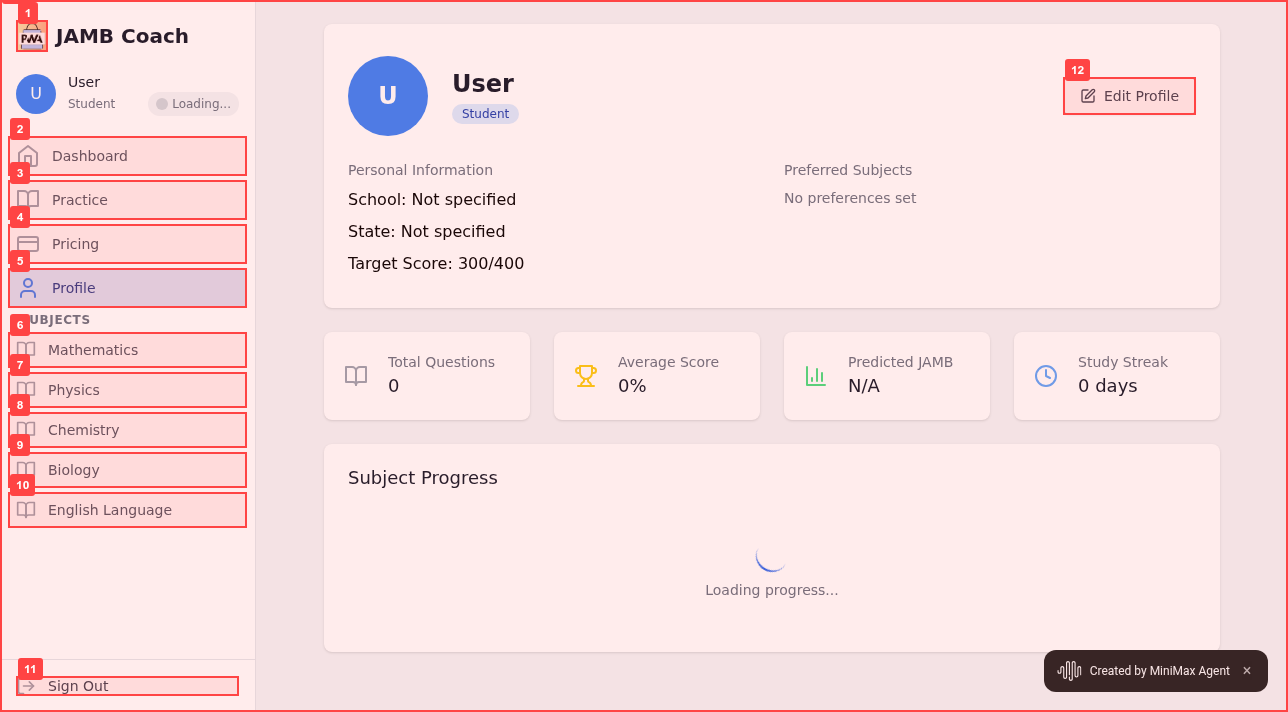 1
PWA
JAMB Coach
U
User
Student
Loading...
2
Dashboard
3
Practice
4
Pricing
5
Profile
UBJECTS
6
Mathematics
7
Physics
8
Chemistry
9
Biology
10
English Language
11
Sign Out
U
User
Student
12
Edit Profile
Personal Information
School: Not specified
State: Not specified
Target Score: 300/400
Preferred Subjects
No preferences set
Total Questions
0
Average Score
0%
Predicted JAMB
N/A
Study Streak
0 days
Subject Progress
Loading progress...
Created by MiniMax Agent ×